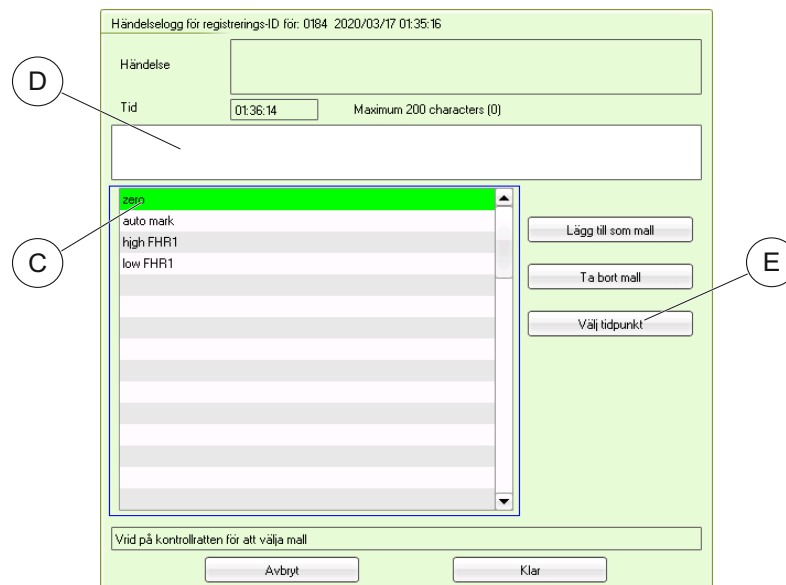 Händelselogg för registrerings-ID för: 0184 2020/03/17 01:35:16
Händelse
D
Tid 01:36:14 Maximum 200 characters (0)
zero
auto mark
high FHR1
low FHR1
C
Lägg till som mall
Ta bort mall
Välj tidpunkt
E
Vrid på kontrollratten för att välja mall
Avbryt Klar